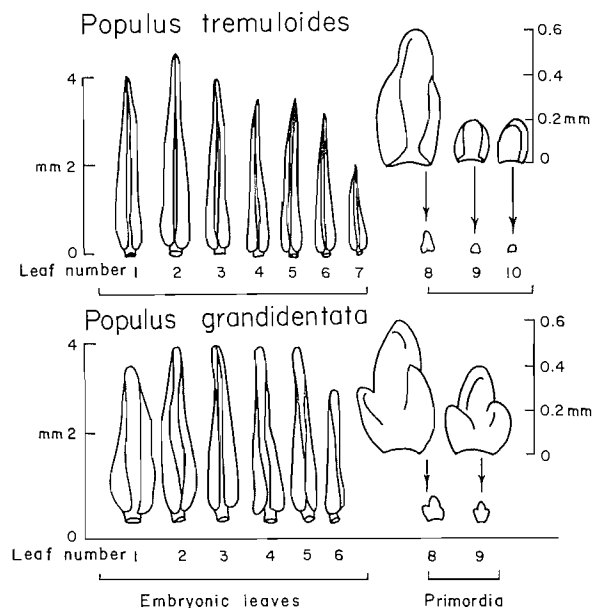 Populus tremuloides
4
mm 2
0
0.6
0.4
0.2 mm
0
Leaf number 1 2 3 4 5 6 7 8 9 10
Populus grandidentata
4
mm 2
0
0.6
0.4
0.2 mm
0
Leaf number 1 2 3 4 5 6 8 9
Embryonic leaves Primordia